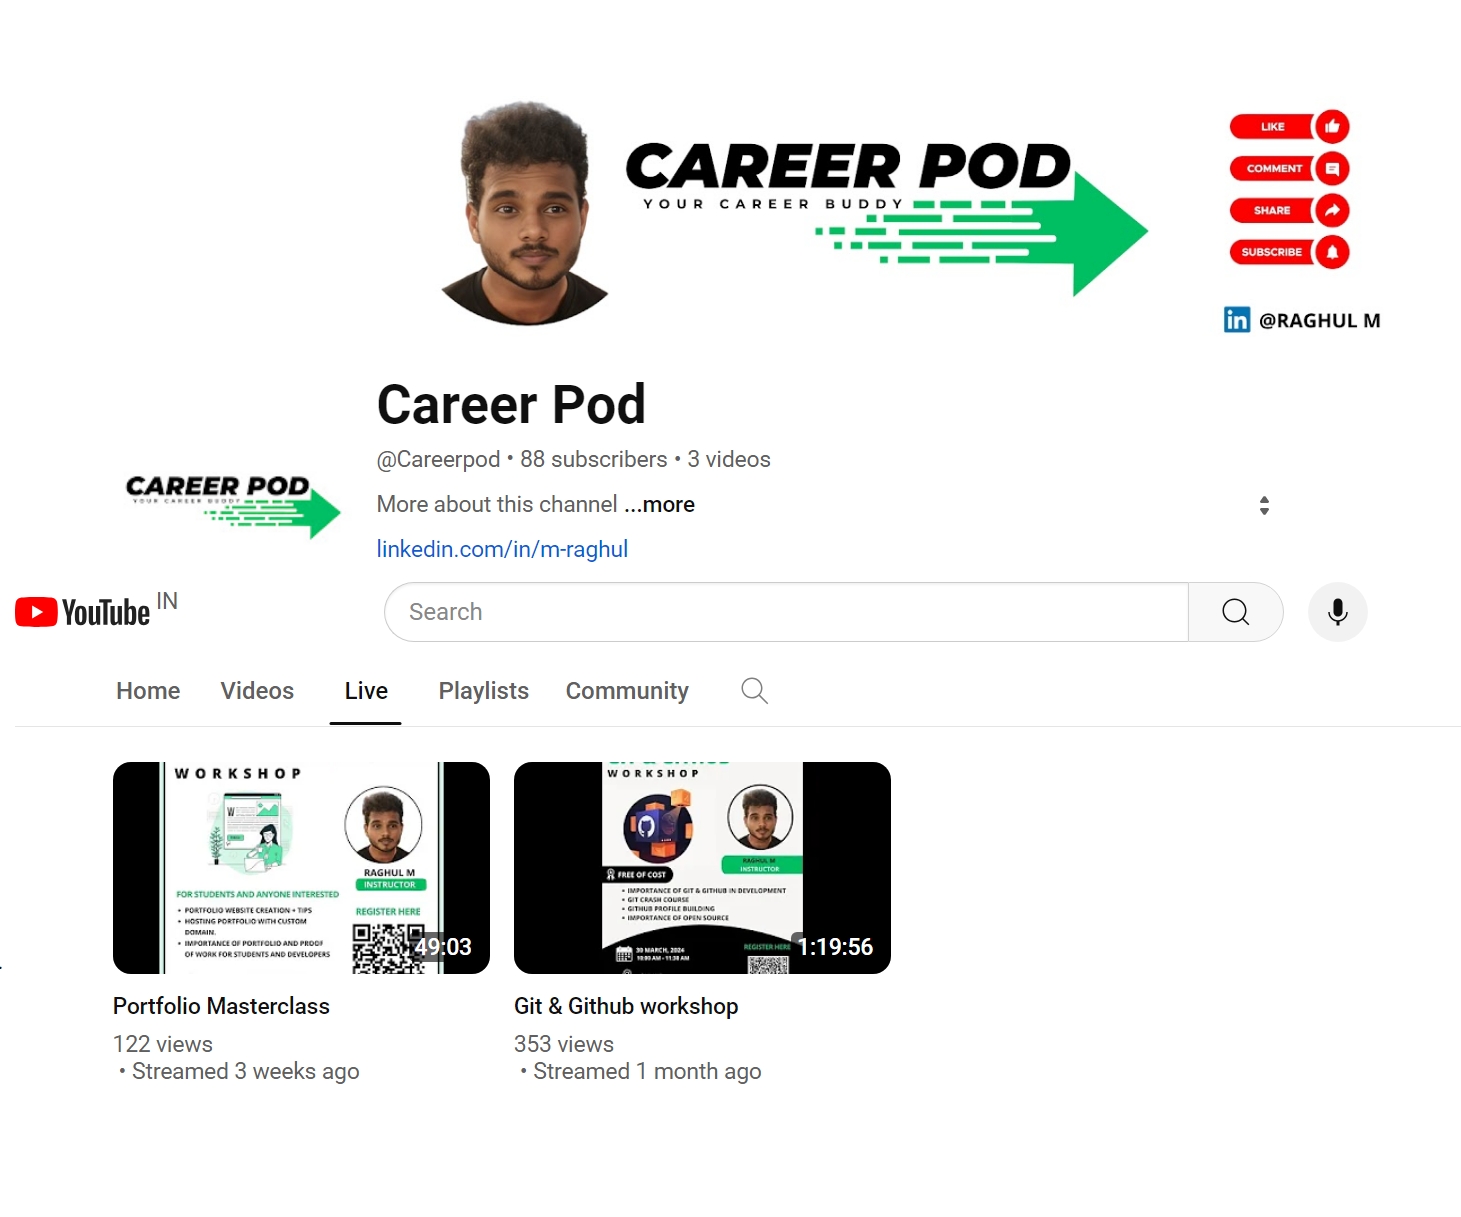 CAREER POD
YOUR CAREER BUDDY
LIKE
COMMENT
SHARE
SUBSCRIBE
in @RAGHUL M
Career Pod
@Careerpod • 88 subscribers • 3 videos
CAREER POD
YOUR CAREER BUDDY
More about this channel ...more
linkedin.com/in/m-raghul
YouTube IN
Search
Home Videos Live Playlists Community
WORKSHOP
W
RAGHUL M
INSTRUCTOR
FOR STUDENTS AND ANYONE INTERESTED
• PORTFOLIO WEBSITE CREATION + TIPS
• HOSTING PORTFOLIO WITH CUSTOM
DOMAIN.
• IMPORTANCE OF PORTFOLIO AND PROOF
OF WORK FOR STUDENTS AND DEVELOPERS
REGISTER HERE
49:03
WORKSHOP
RAGHUL M
INSTRUCTOR
FREE OF COST
• IMPORTANCE OF GIT & GITHUB IN DEVELOPMENT
• GIT CRASH COURSE
• GITHUB PROFILE BUILDING
• IMPORTANCE OF OPEN SOURCE
30 MARCH, 2024
10:00 AM - 11:30 AM
REGISTER HERE
1:19:56
Portfolio Masterclass
122 views
• Streamed 3 weeks ago
Git & Github workshop
353 views
• Streamed 1 month ago